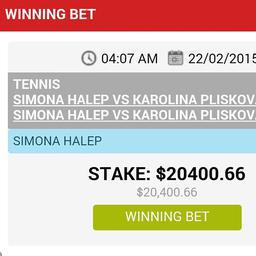 WINNING BET
04:07 AM 22/02/2015
TENNIS
SIMONA HALEP VS KAROLINA PLISKOV
SIMONA HALEP VS KAROLINA PLISKOV
SIMONA HALEP
STAKE: $20400.66
$20,400.66
WINNING BET